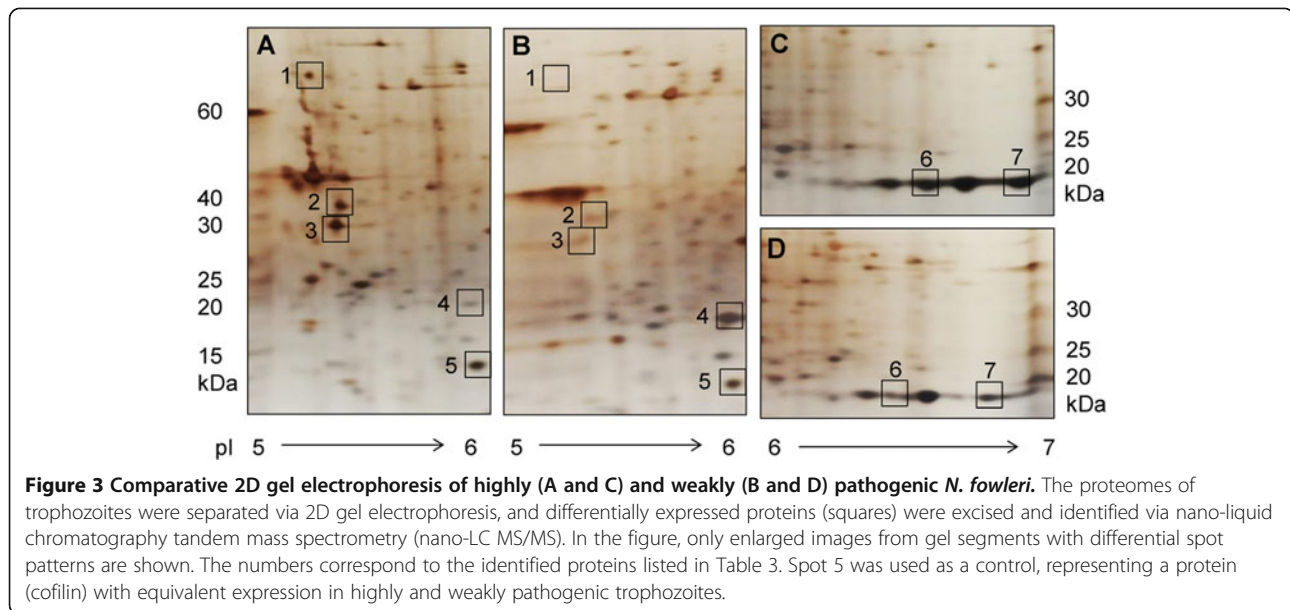 A
B
C
D
1
2
3
4
5
60
40
30
25
20
15
kDa
1
2
3
4
5
6
7
30
25
20
kDa
6
7
30
25
20
kDa
pI 5 6 5 6 6 7
Figure 3 Comparative 2D gel electrophoresis of highly (A and C) and weakly (B and D) pathogenic N. fowleri. The proteomes of
trophozoites were separated via 2D gel electrophoresis, and differentially expressed proteins (squares) were excised and identified via nano-liquid
chromatography tandem mass spectrometry (nano-LC MS/MS). In the figure, only enlarged images from gel segments with differential spot
patterns are shown. The numbers correspond to the identified proteins listed in Table 3. Spot 5 was used as a control, representing a protein
(cofilin) with equivalent expression in highly and weakly pathogenic trophozoites.